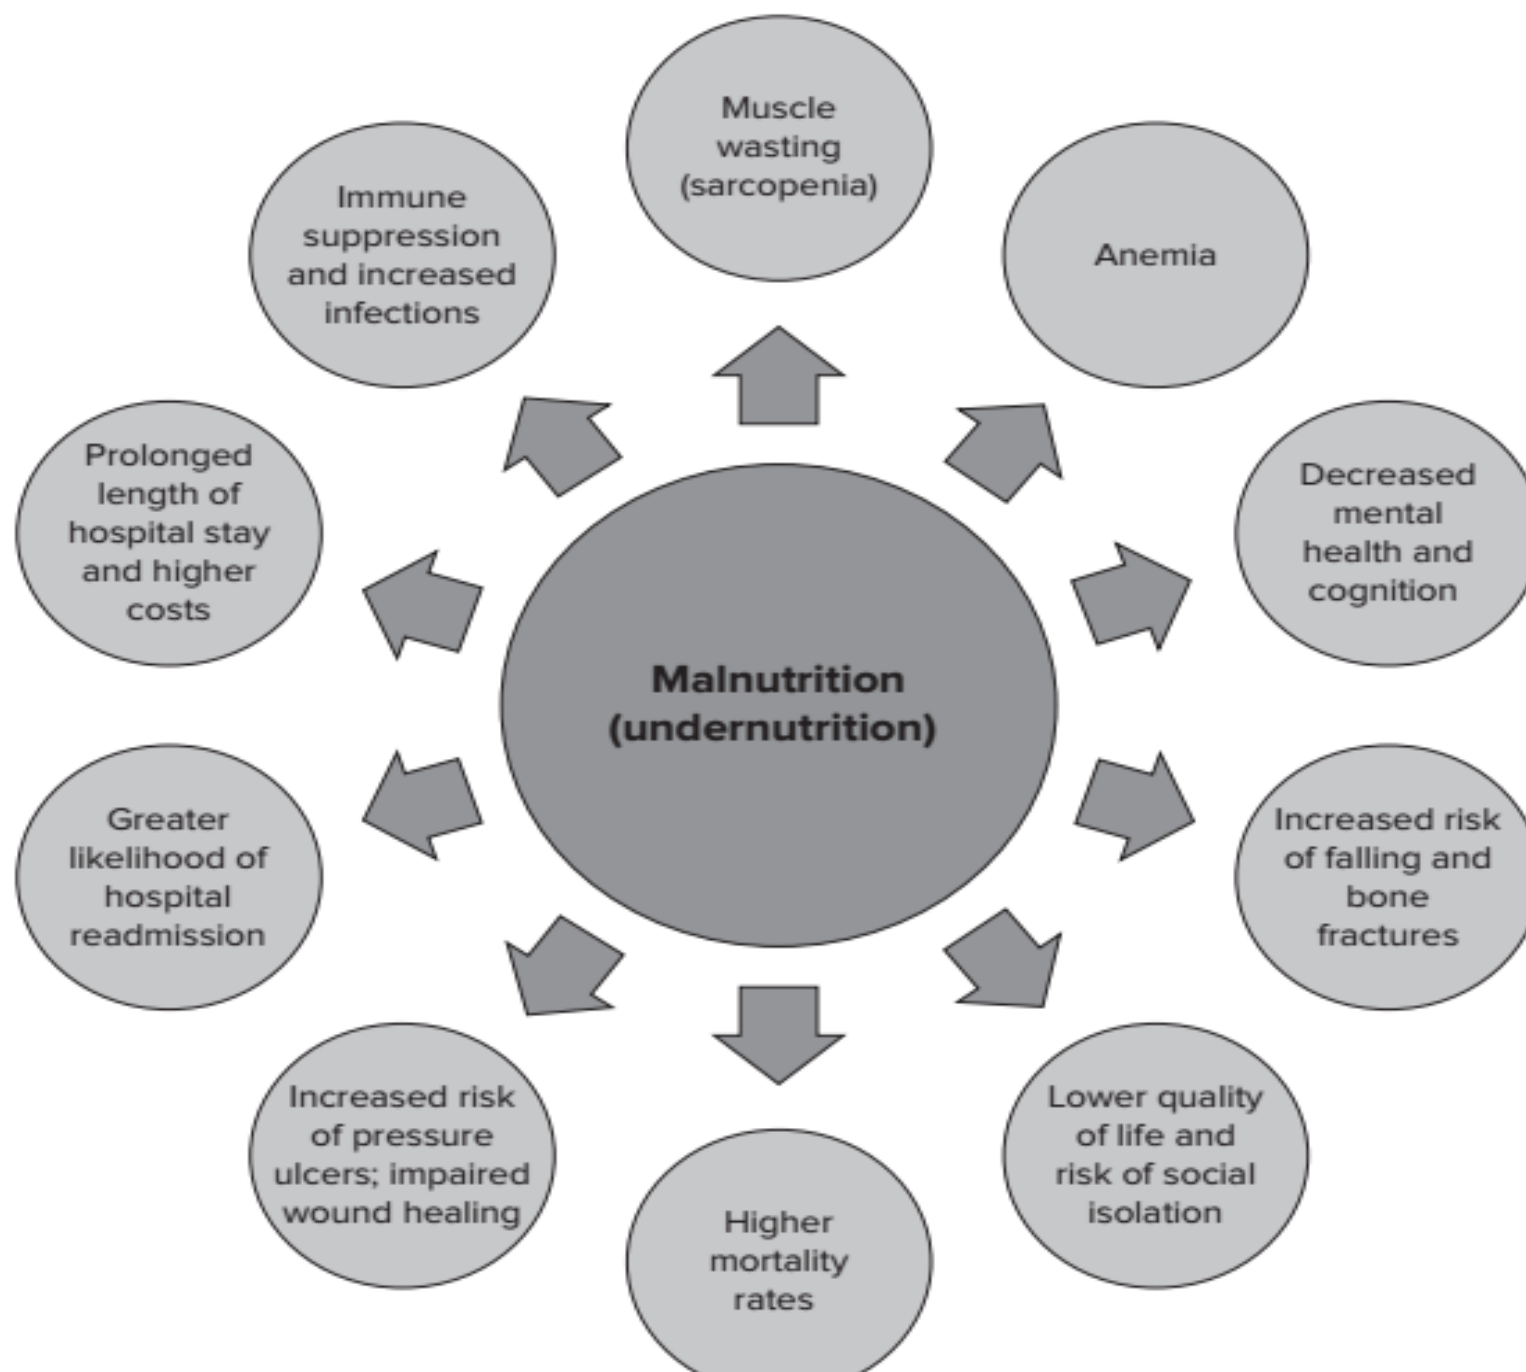 Muscle
wasting
(sarcopenia)
Anemia
Decreased
mental
health and
cognition
Increased risk
of falling and
bone
fractures
Lower quality
of life and
risk of social
isolation
Higher
mortality
rates
Increased risk
of pressure
ulcers; impaired
wound healing
Greater
likelihood of
hospital
readmission
Prolonged
length of
hospital stay
and higher
costs
Immune
suppression
and increased
infections
Malnutrition
(undernutrition)